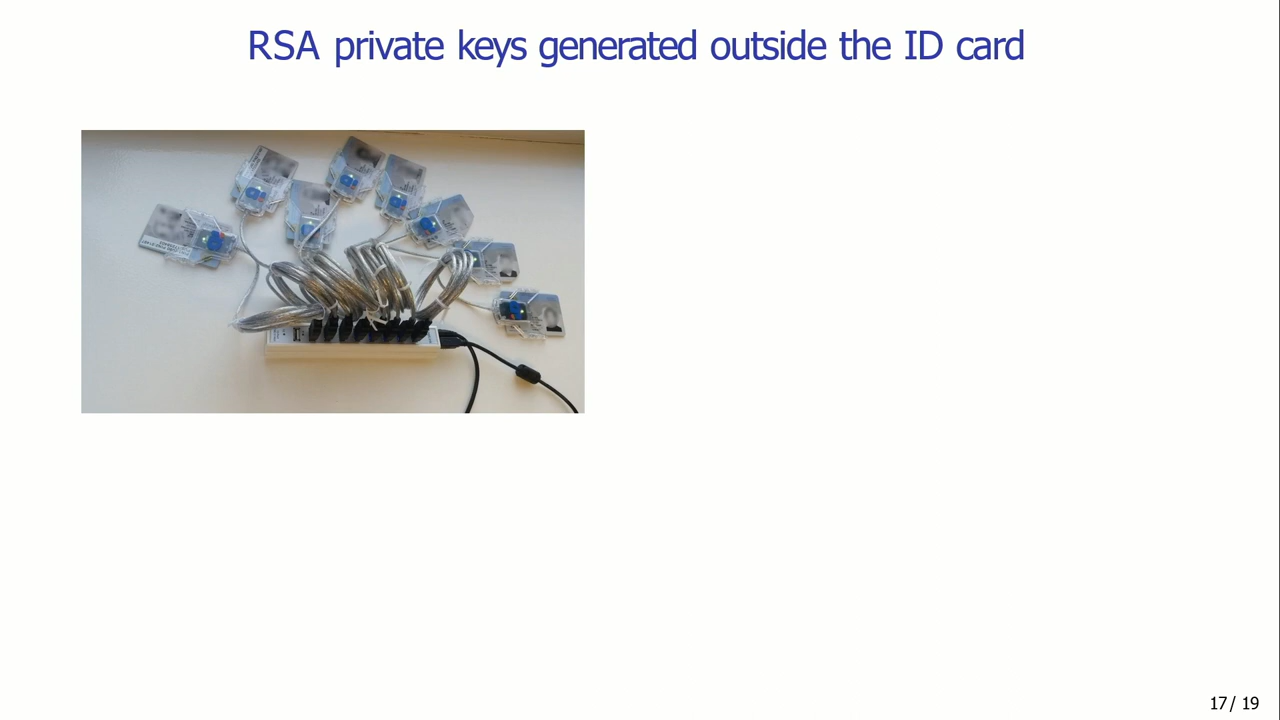 RSA private keys generated outside the ID card
17/ 19